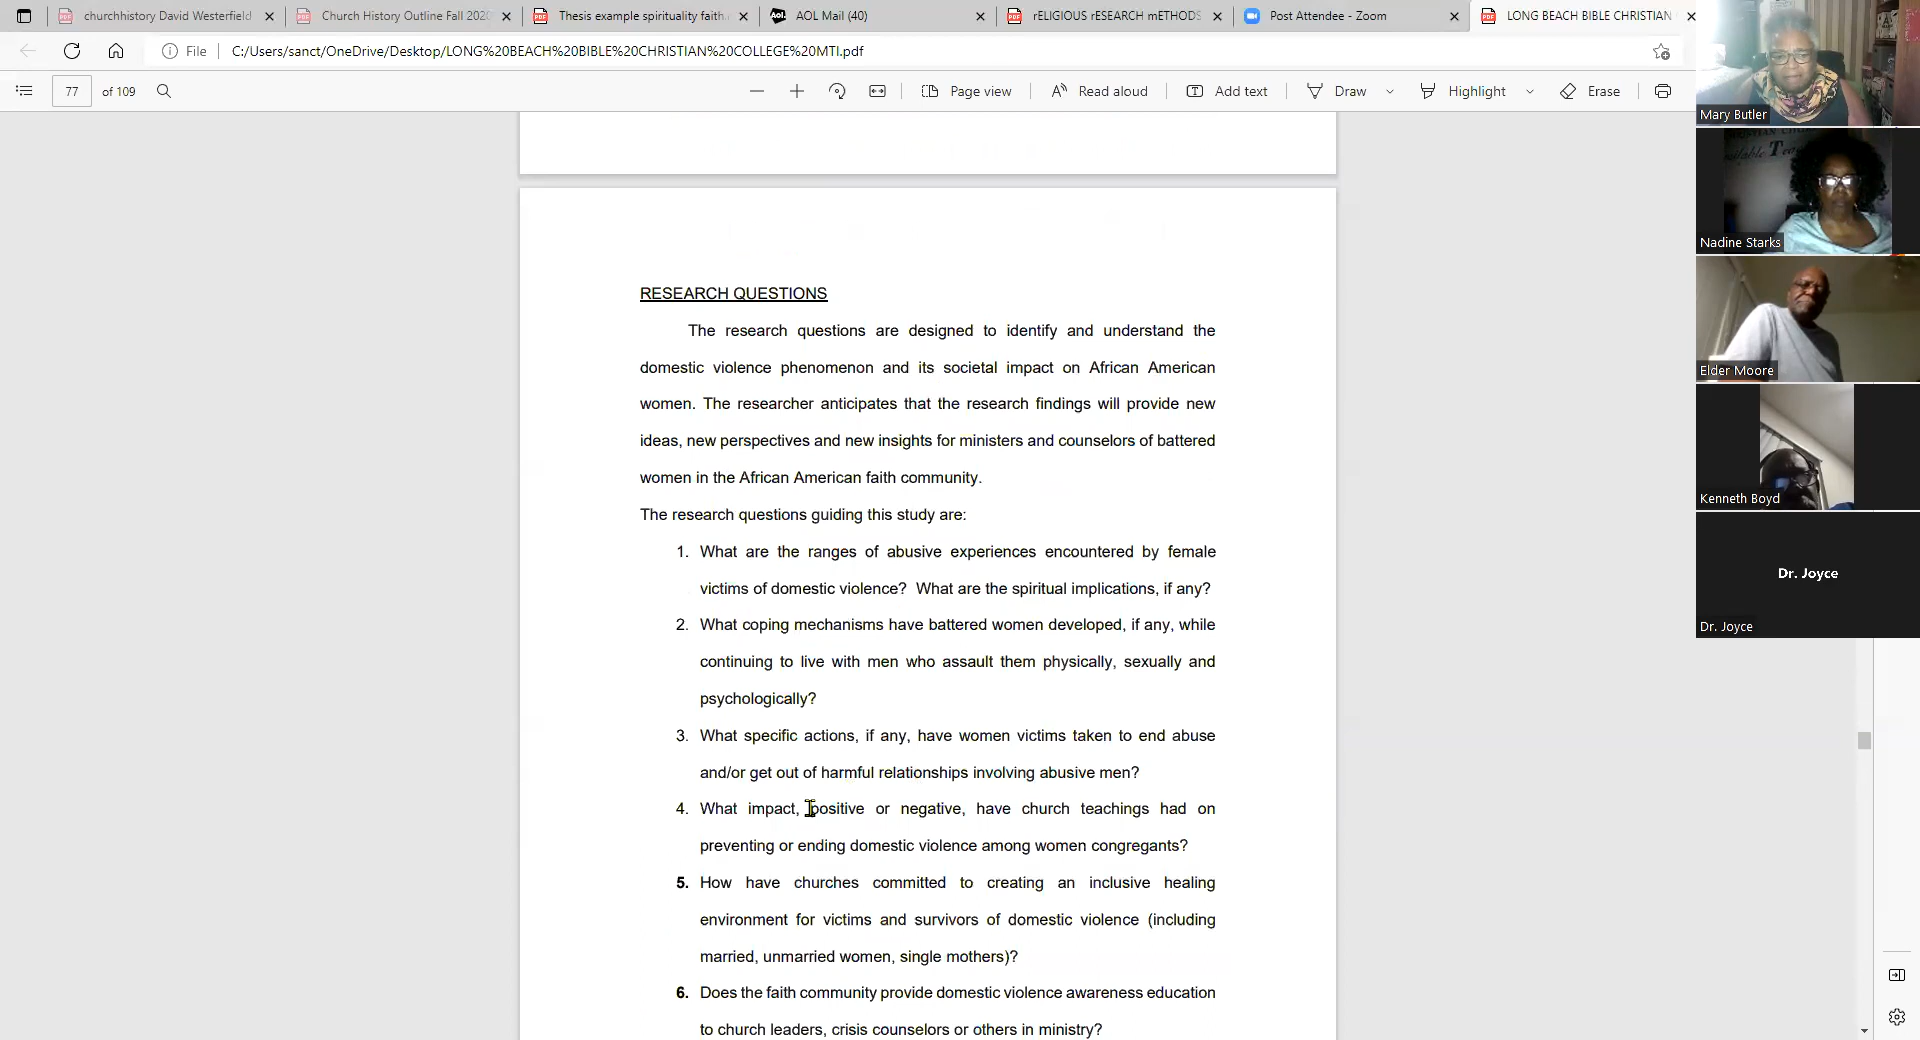 churchhistory David Westerfield
Church History Outline Fall 2020
Thesis example spirituality faith.
AOL Mail (40)
rELIGIOUS rESEARCH mETHODS
Post Attendee - Zoom
LONG BEACH BIBLE CHRISTIAN
File
C:/Users/sanct/OneDrive/Desktop/LONG%20BEACH%20BIBLE%20CHRISTIAN%20COLLEGE%20MTI.pdf
77 of 109
Page view
Read aloud
Add text
Draw
Highlight
Erase
RESEARCH QUESTIONS
The research questions are designed to identify and understand the
domestic violence phenomenon and its societal impact on African American
women. The researcher anticipates that the research findings will provide new
ideas, new perspectives and new insights for ministers and counselors of battered
women in the African American faith community.
The research questions guiding this study are:
1. What are the ranges of abusive experiences encountered by female
victims of domestic violence? What are the spiritual implications, if any?
2. What coping mechanisms have battered women developed, if any, while
continuing to live with men who assault them physically, sexually and
psychologically?
3. What specific actions, if any, have women victims taken to end abuse
and/or get out of harmful relationships involving abusive men?
4. What impact, positive or negative, have church teachings had on
preventing or ending domestic violence among women congregants?
5. How have churches committed to creating an inclusive healing
environment for victims and survivors of domestic violence (including
married, unmarried women, single mothers)?
6. Does the faith community provide domestic violence awareness education
to church leaders, crisis counselors or others in ministry?
Mary Butler
Nadine Starks
Elder Moore
Kenneth Boyd
Dr. Joyce
Dr. Joyce